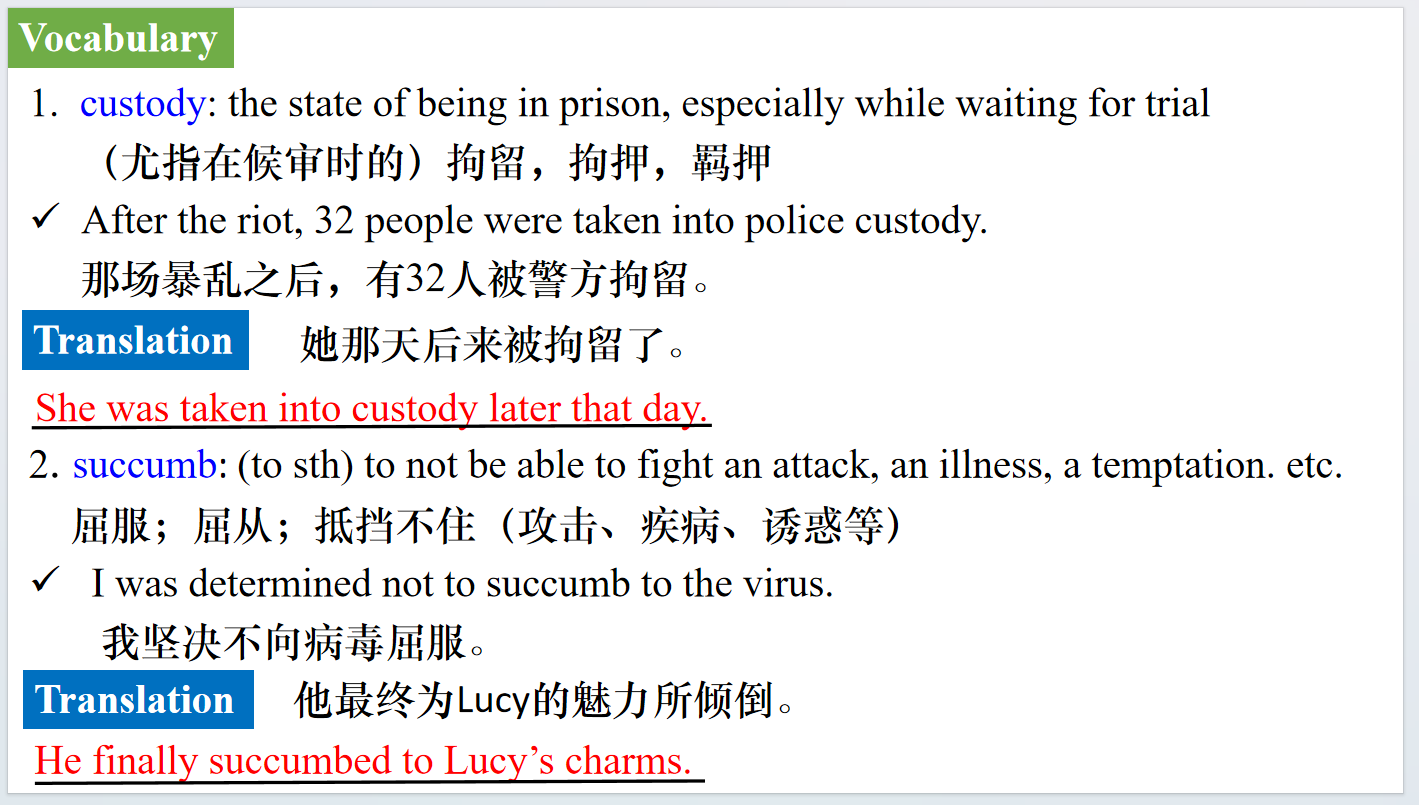 Vocabulary
1. custody: the state of being in prison, especially while waiting for trial
（尤指在候审时的）拘留，拘押，羁押
✓ After the riot, 32 people were taken into police custody.
那场暴乱之后，有32人被警方拘留。
Translation 她那天后来被拘留了。
She was taken into custody later that day.
2. succumb: (to sth) to not be able to fight an attack, an illness, a temptation. etc.
屈服；屈从；抵挡不住（攻击、疾病、诱惑等）
✓ I was determined not to succumb to the virus.
我坚决不向病毒屈服。
Translation 他最终为Lucy的魅力所倾倒。
He finally succumbed to Lucy’s charms.